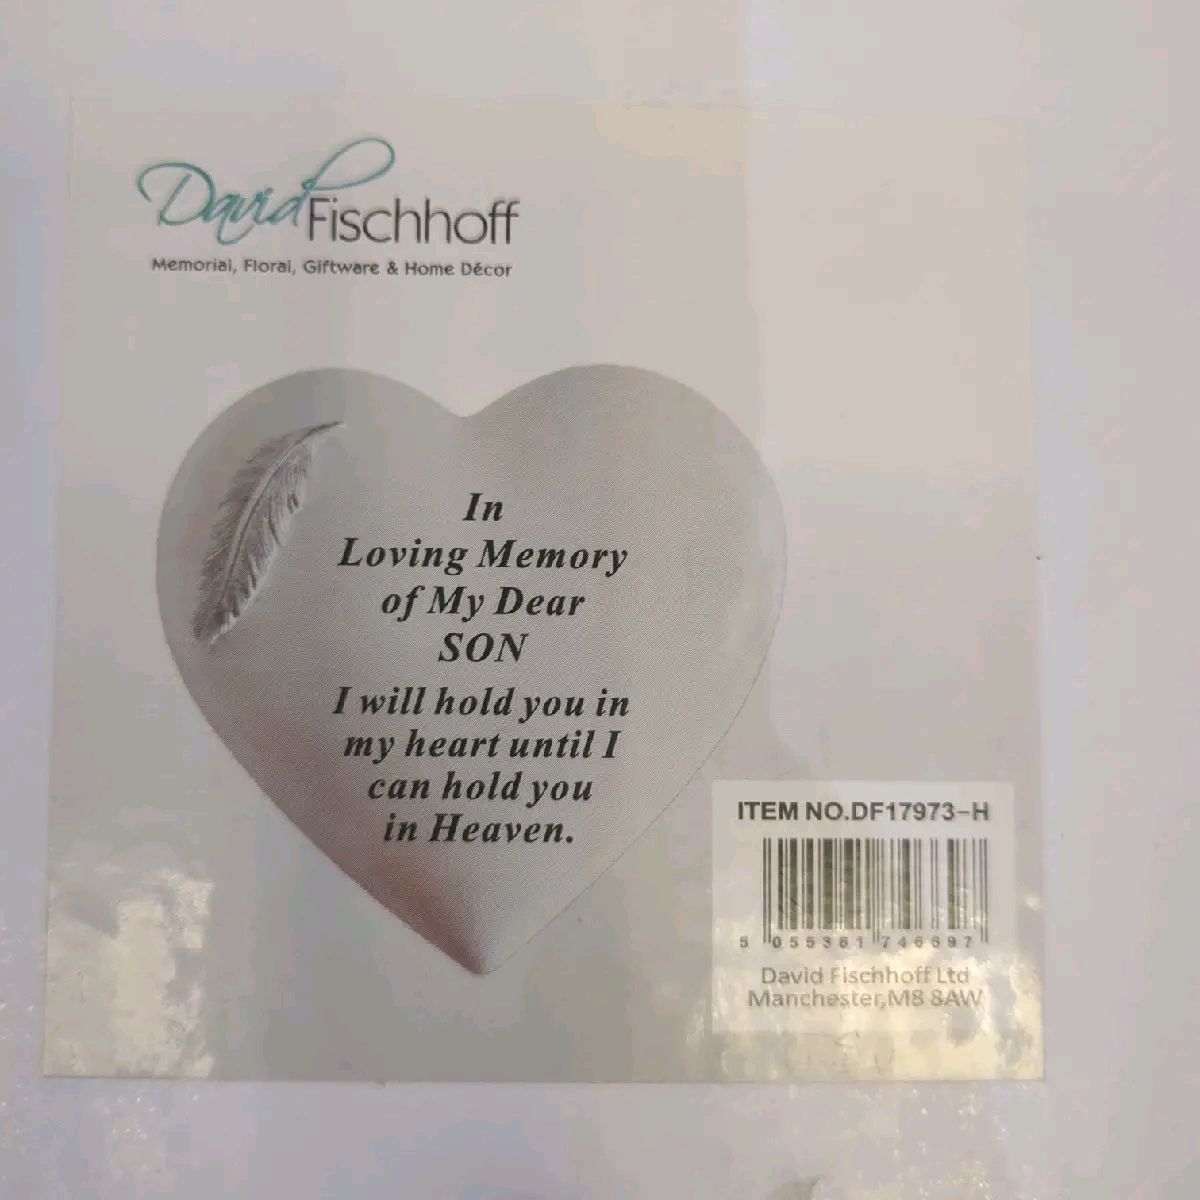 David Fischhoff
Memorial, Floral, Giftware & Home Décor
In
Loving Memory
of My Dear
SON
I will hold you in
my heart until I
can hold you
in Heaven.
ITEM NO.DF17973-H
5 055361 746697
David Fischhoff Ltd
Manchester,M8 8AW